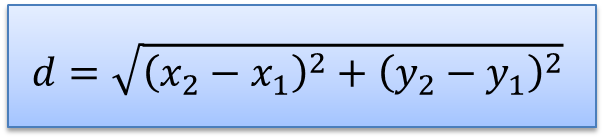 d = √(x₂ − x₁)² + (y₂ − y₁)²